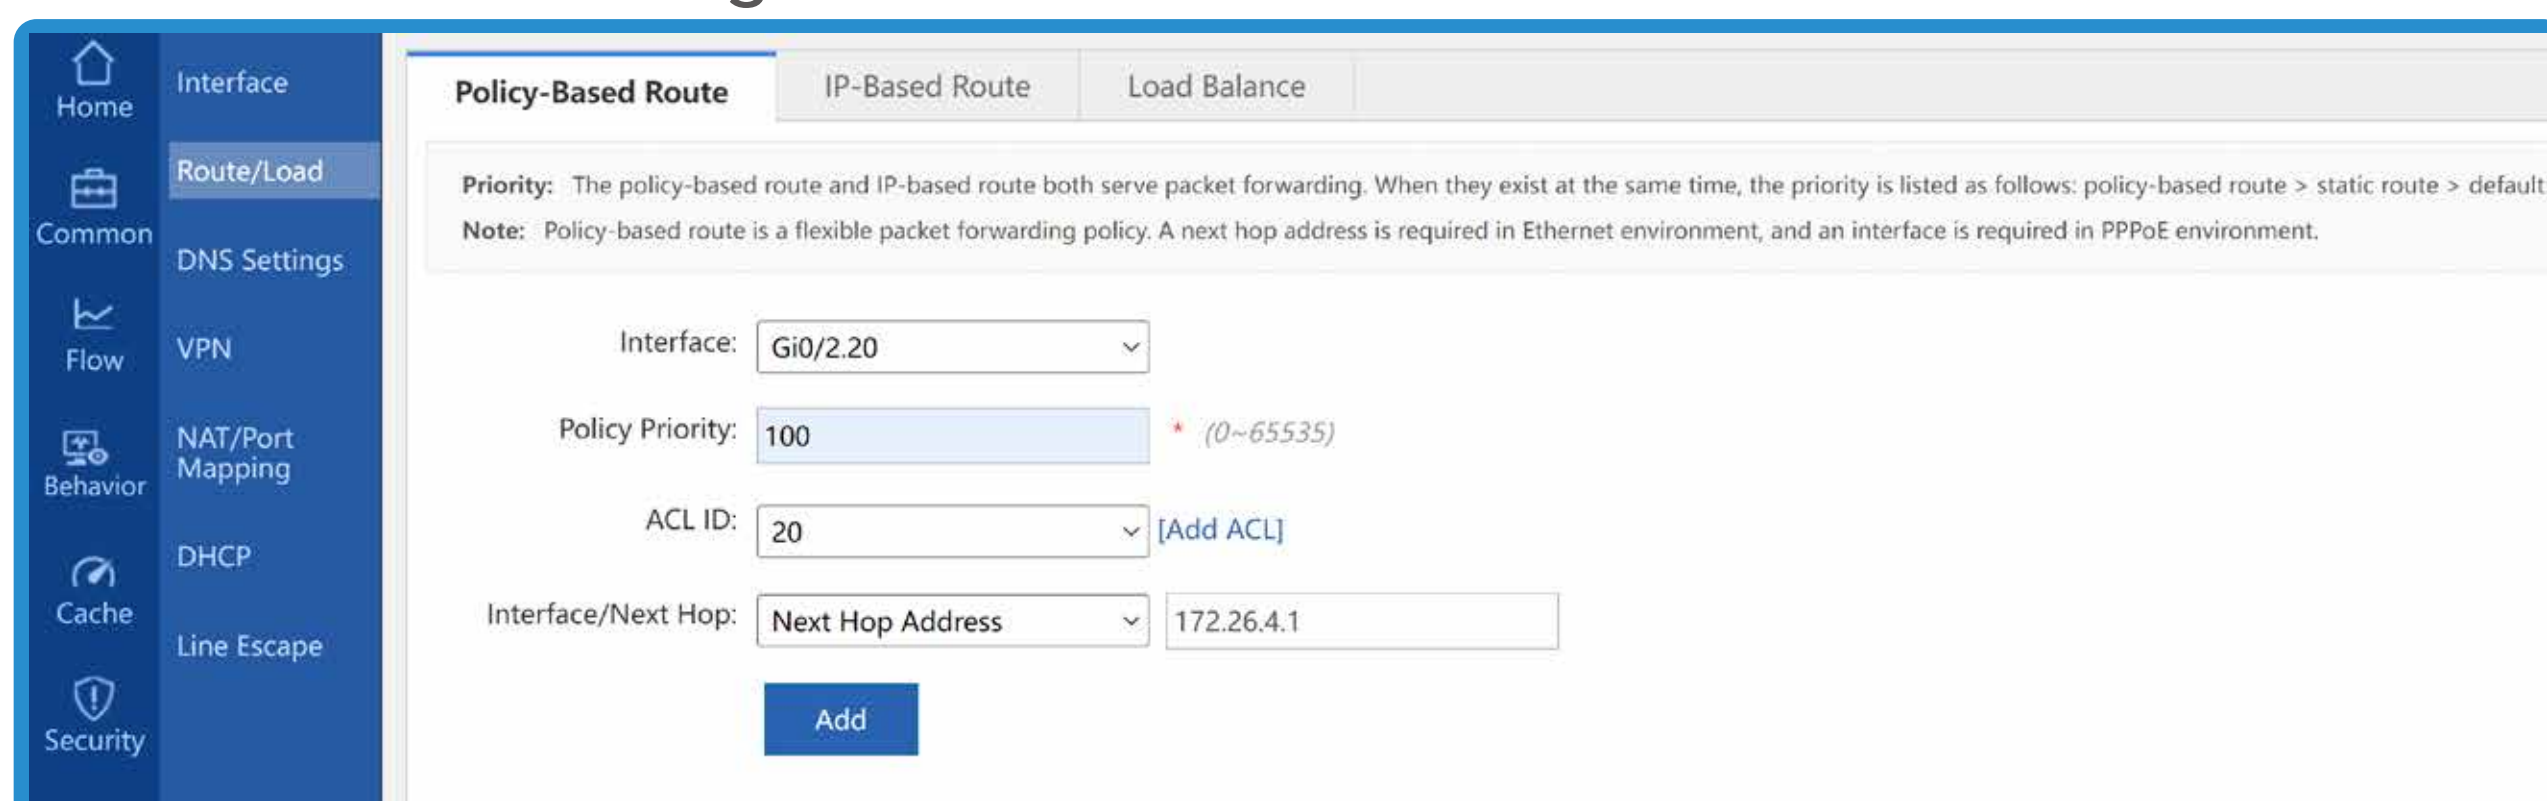 Home
Common
Flow
Behavior
Cache
Security
Interface
Route/Load
DNS Settings
VPN
NAT/Port
Mapping
DHCP
Line Escape
Policy-Based Route
IP-Based Route
Load Balance
Priority: The policy-based route and IP-based route both serve packet forwarding. When they exist at the same time, the priority is listed as follows: policy-based route > static route > default
Note: Policy-based route is a flexible packet forwarding policy. A next hop address is required in Ethernet environment, and an interface is required in PPPoE environment.
Interface: Gi0/2.20
Policy Priority: 100 * (0~65535)
ACL ID: 20 [Add ACL]
Interface/Next Hop: Next Hop Address 172.26.4.1
Add